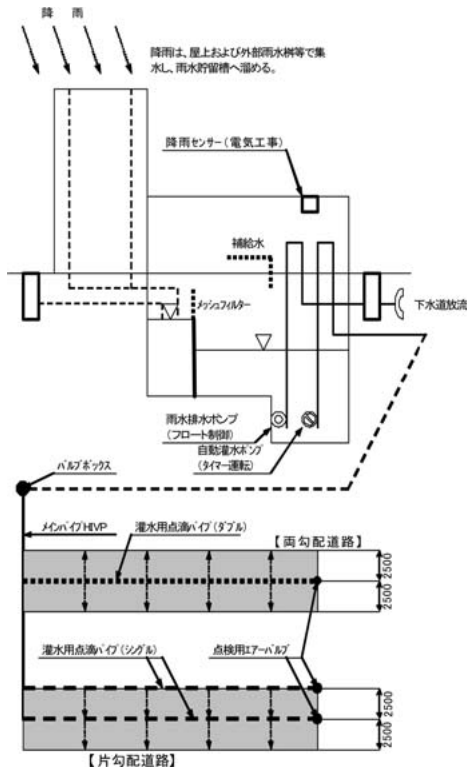 降　雨
降雨は、屋上および外部雨水桝等で集
水し、雨水貯留槽へ溜める。
降雨センサー（電気工事）
補給水
メッシュフィルター
下水道放流
雨水排水ポンプ
（フロート制御）
自動灌水ポンプ
（タイマー運転）
バルブボックス
メインパイプHIVP
灌水用点滴パイプ（ダブル）
【両勾配道路】
2500
2500
灌水用点滴パイプ（シングル）
点検用エアーバルブ
2500
2500
【片勾配道路】